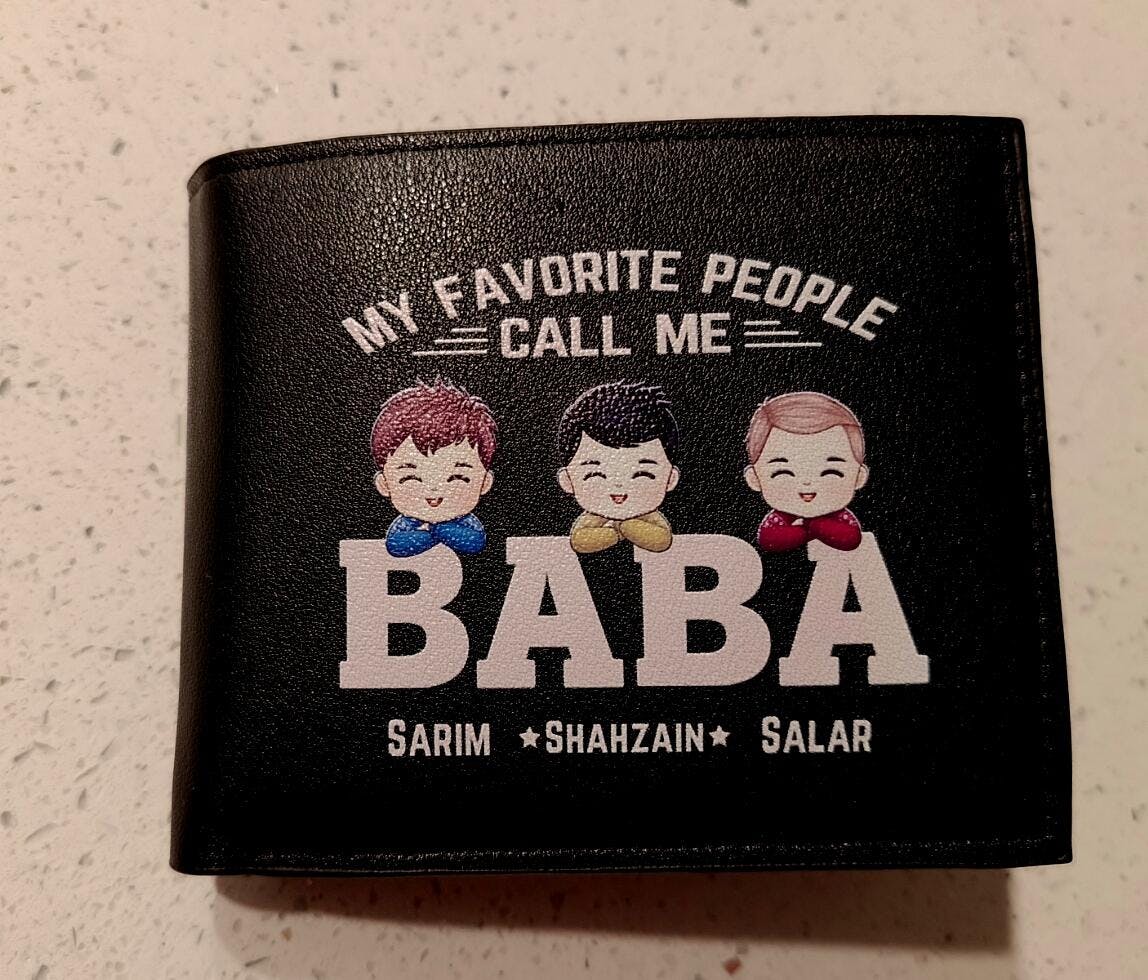 MY FAVORITE PEOPLE
CALL ME
BABA
SARIM ★SHAHZAIN★ SALAR